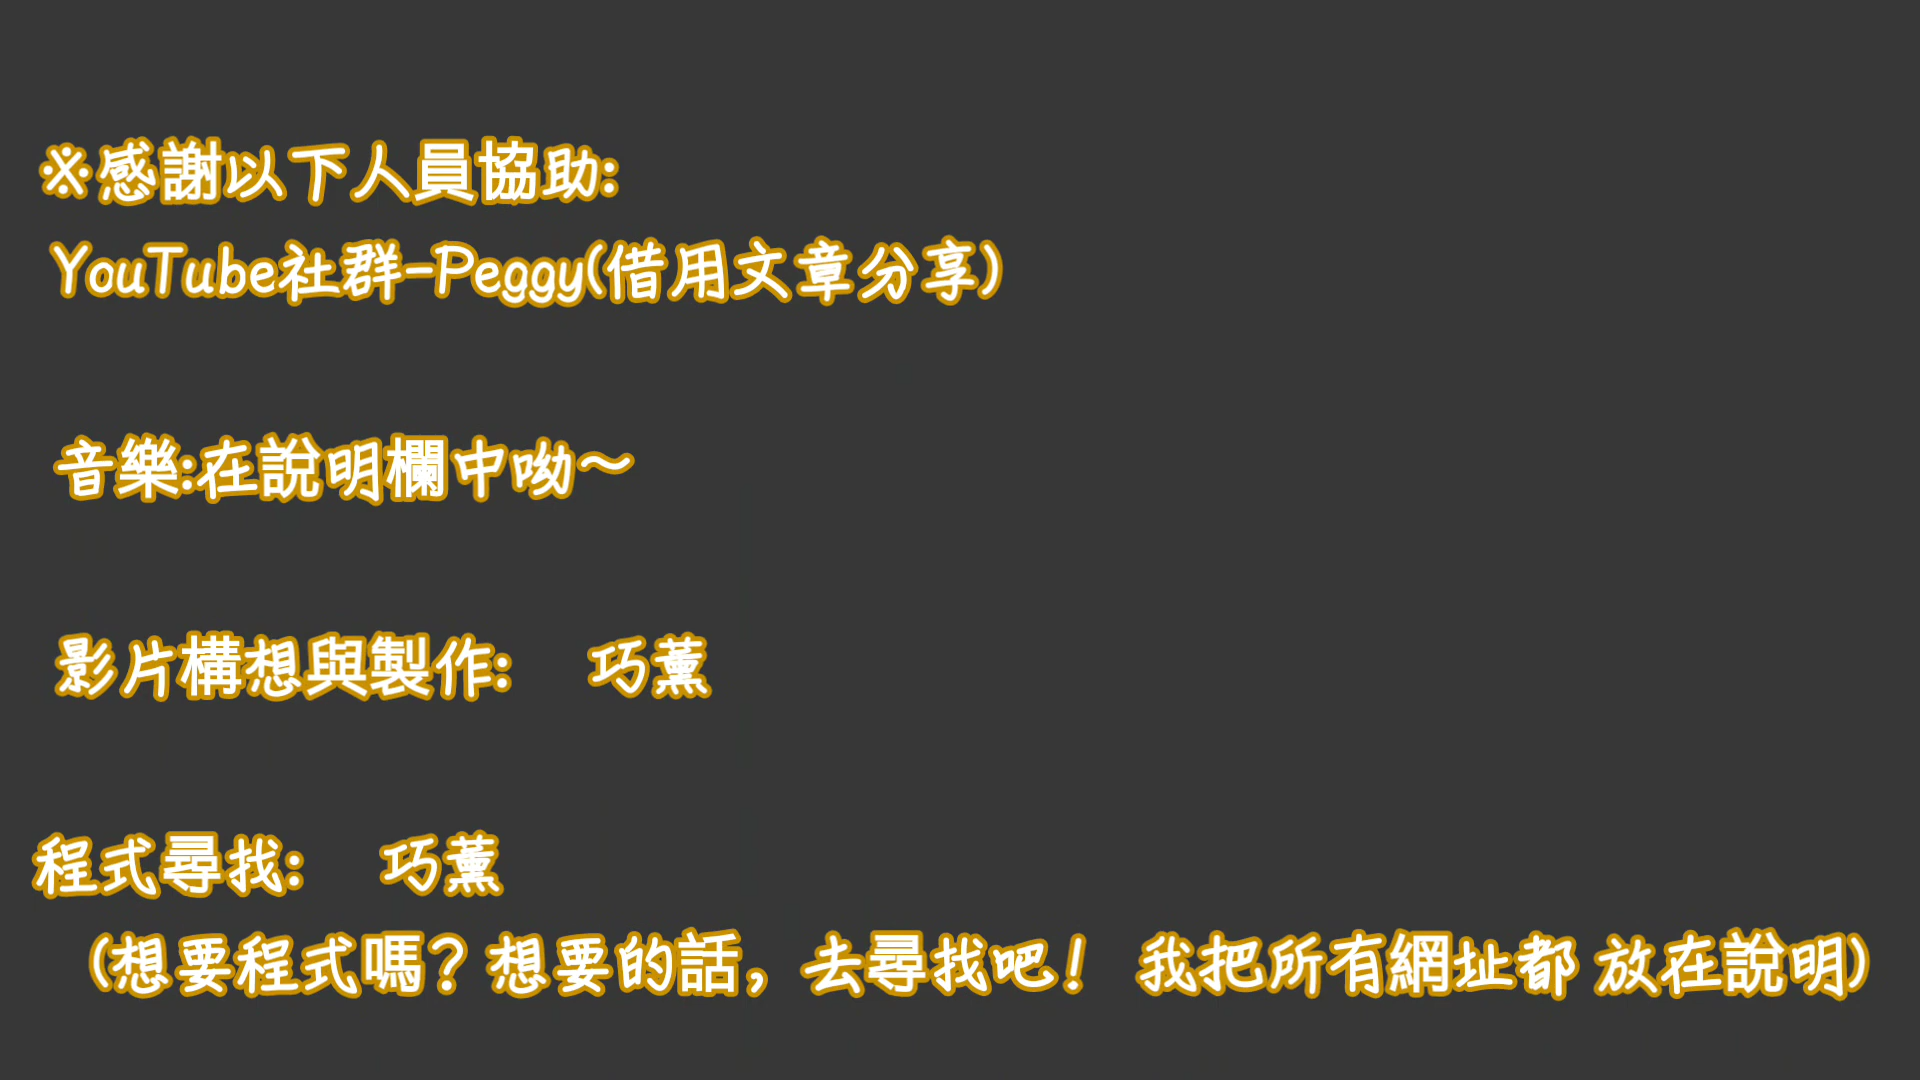 ※感謝以下人員協助:
YouTube社群-Peggy(借用文章分享)
音樂:在說明欄中呦～
影片構想與製作: 巧薰
程式尋找: 巧薰
(想要程式嗎? 想要的話, 去尋找吧! 我把所有網址都 放在說明)